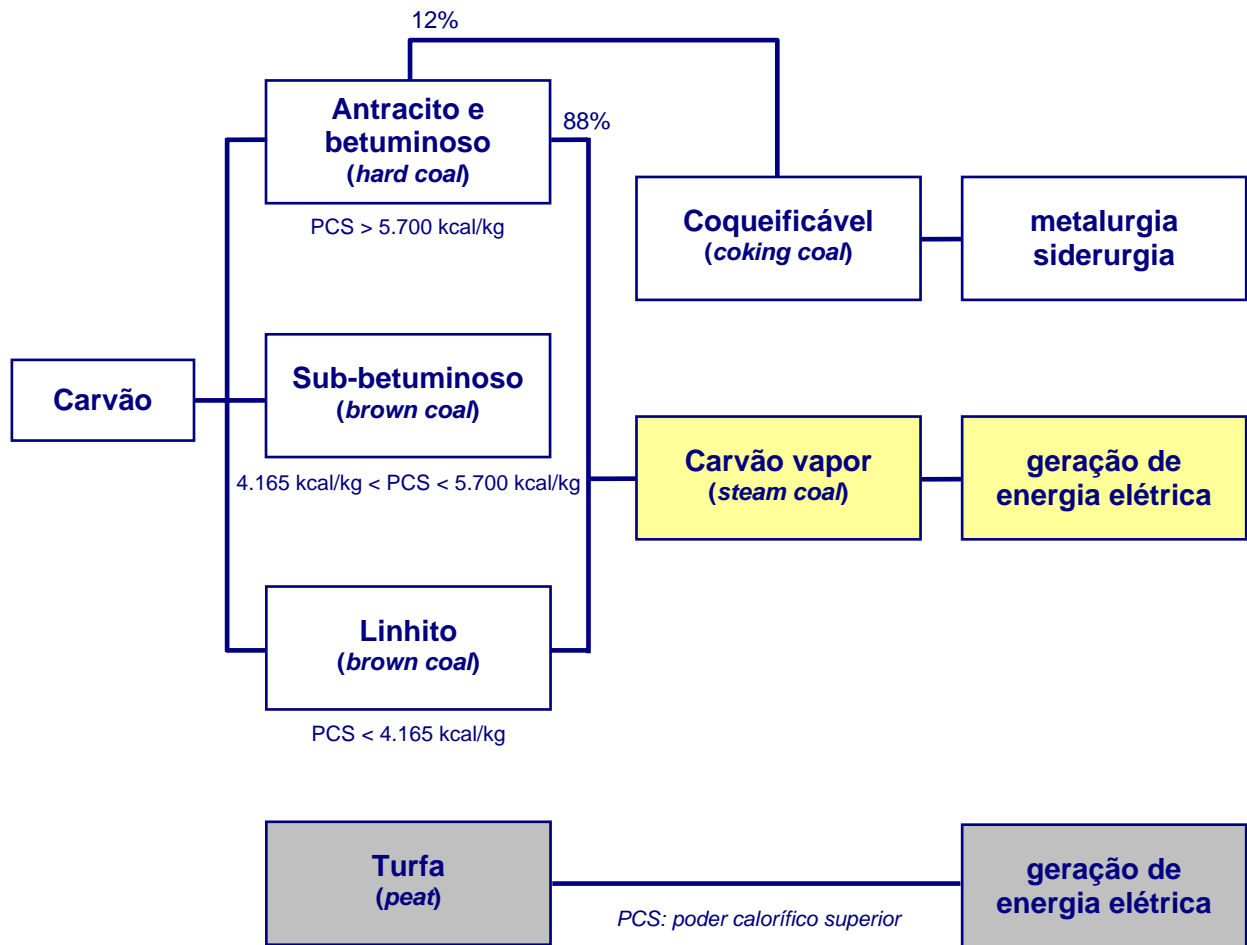 12%
Antracito e
betuminoso
(hard coal)
88%
PCS > 5.700 kcal/kg
Coqueificável
(coking coal)
metalurgia
siderurgia
Carvão
Sub-betuminoso
(brown coal)
4.165 kcal/kg < PCS < 5.700 kcal/kg
Carvão vapor
(steam coal)
geração de
energia elétrica
Linhito
(brown coal)
PCS < 4.165 kcal/kg
Turfa
(peat)
PCS: poder calorífico superior
geração de
energia elétrica